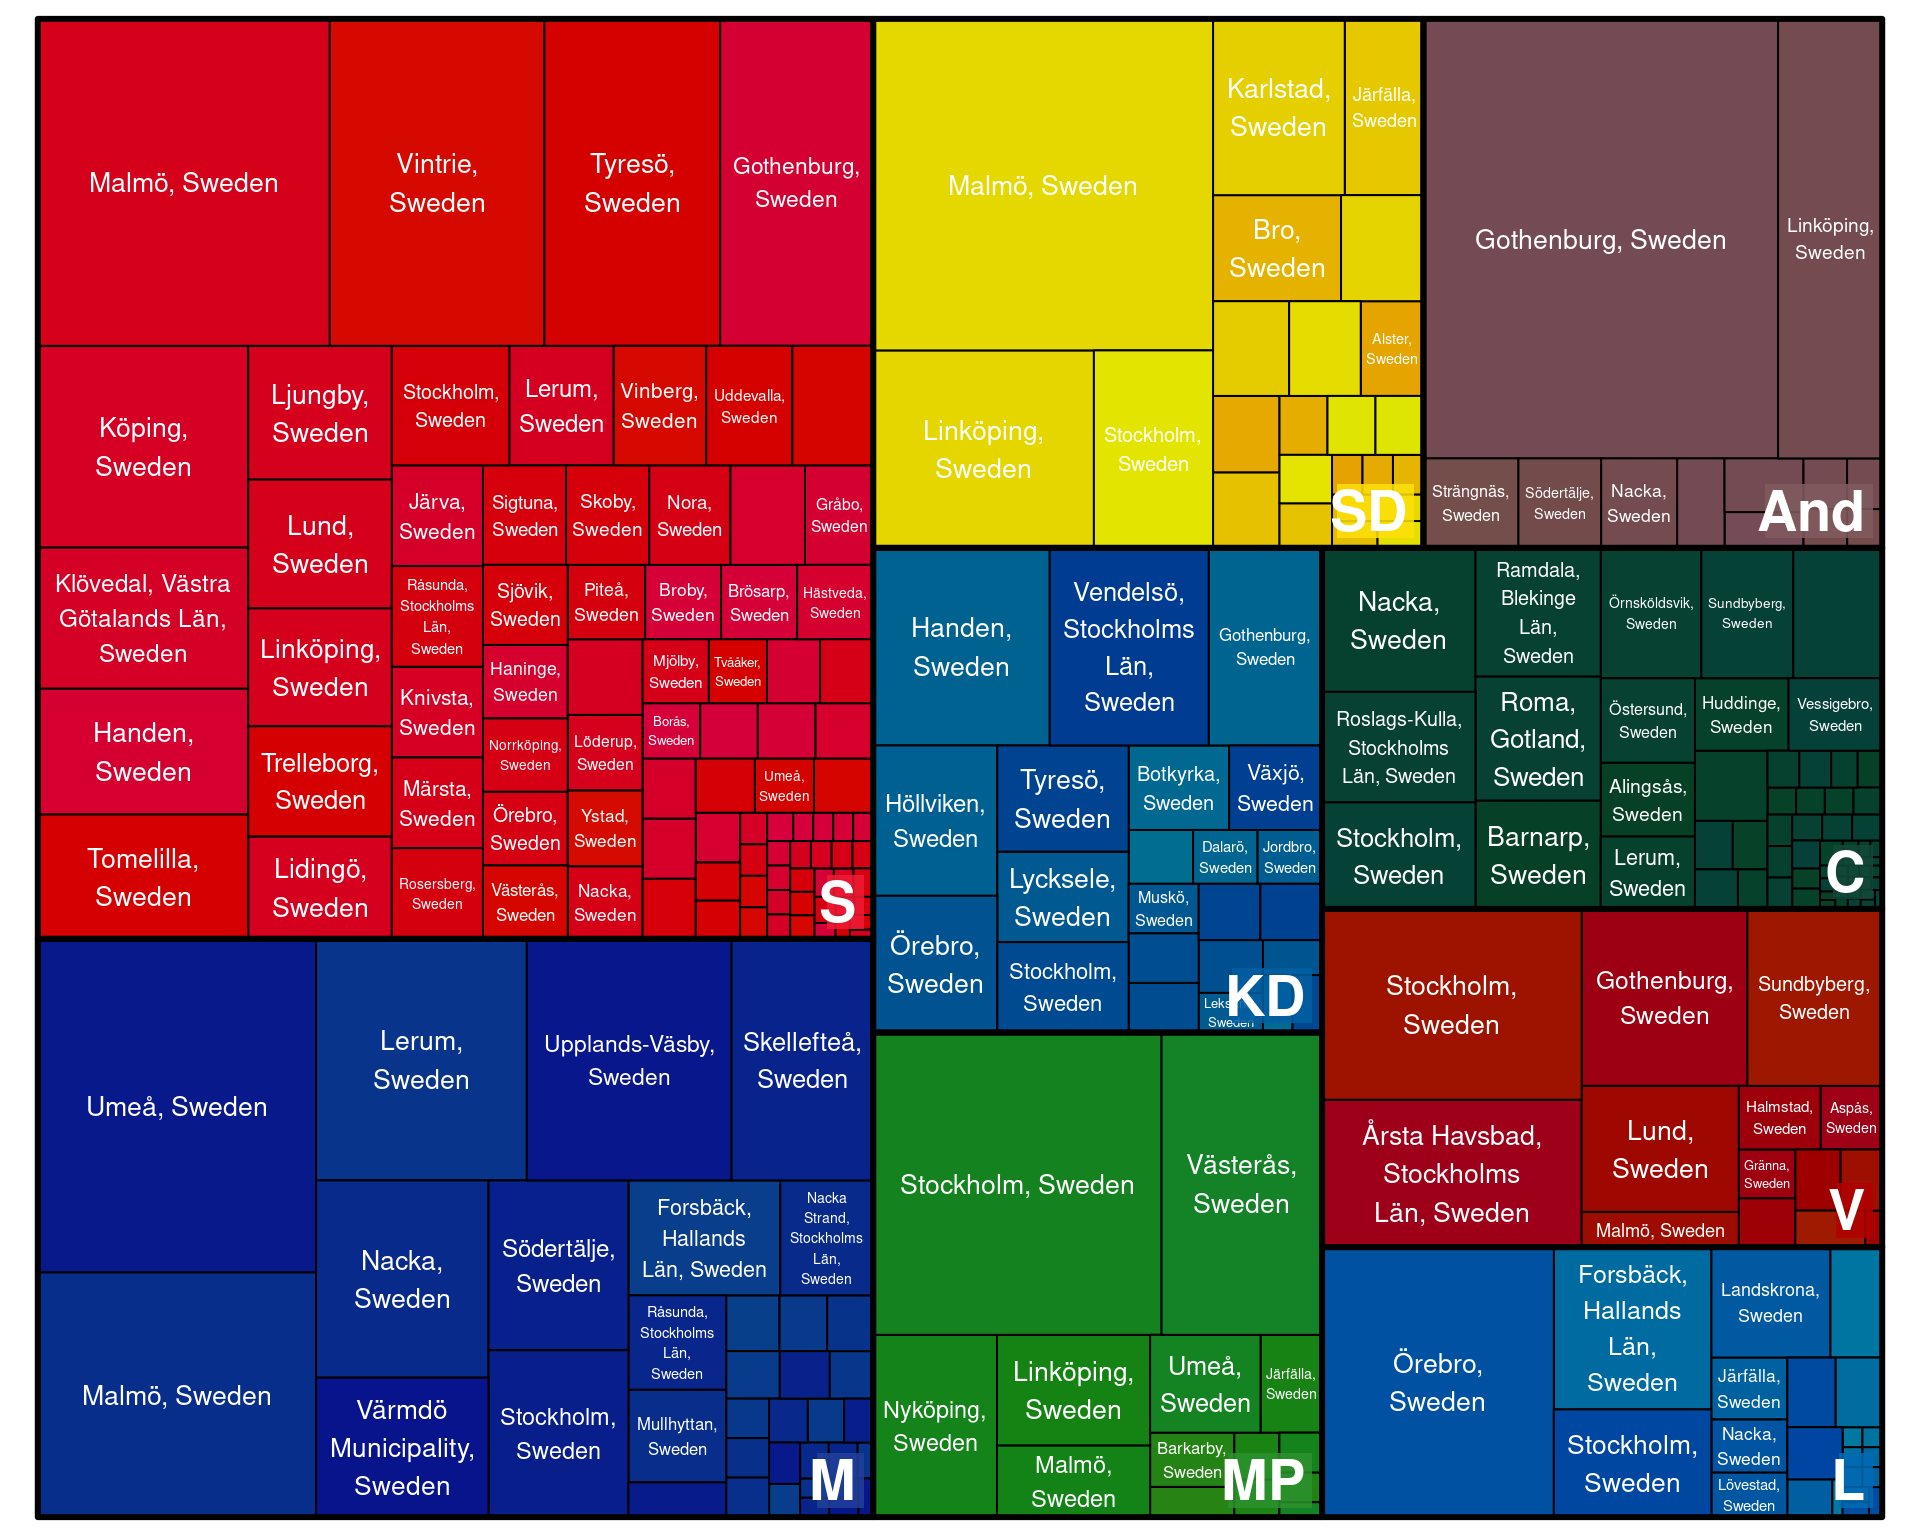 Malmö, Sweden
Vintrie,
Sweden
Tyresö,
Sweden
Gothenburg,
Sweden
Köping,
Sweden
Ljungby,
Sweden
Stockholm,
Sweden
Lerum,
Sweden
Vinberg,
Sweden
Uddevalla,
Sweden
Lund,
Sweden
Järva,
Sweden
Sigtuna,
Sweden
Skoby,
Sweden
Nora,
Sweden
Gråbo,
Sweden
Klövedal, Västra
Götalands Län,
Sweden
Råsunda,
Stockholms
Län,
Sweden
Sjövik,
Sweden
Piteå,
Sweden
Broby,
Sweden
Brösarp,
Sweden
Hästveda,
Sweden
Linköping,
Sweden
Haninge,
Sweden
Mjölby,
Sweden
Tvååker,
Sweden
Handen,
Sweden
Knivsta,
Sweden
Borås,
Sweden
Trelleborg,
Sweden
Norrköping,
Sweden
Löderup,
Sweden
Märsta,
Sweden
Umeå,
Sweden
Tomelilla,
Sweden
Lidingö,
Sweden
Örebro,
Sweden
Ystad,
Sweden
Rosersberg,
Sweden
Västerås,
Sweden
Nacka,
Sweden
S
Malmö, Sweden
Karlstad,
Sweden
Järfälla,
Sweden
Bro,
Sweden
Alster,
Sweden
Linköping,
Sweden
Stockholm,
Sweden
SD
Gothenburg, Sweden
Linköping,
Sweden
Strängnäs,
Sweden
Södertälje,
Sweden
Nacka,
Sweden
And
Handen,
Sweden
Vendelsö,
Stockholms
Län,
Sweden
Gothenburg,
Sweden
Höllviken,
Sweden
Tyresö,
Sweden
Botkyrka,
Sweden
Växjö,
Sweden
Dalarö,
Sweden
Jordbro,
Sweden
Lycksele,
Sweden
Muskö,
Sweden
Örebro,
Sweden
Stockholm,
Sweden
Sweden
KD
Nacka,
Sweden
Ramdala,
Blekinge
Län,
Sweden
Örnsköldsvik,
Sweden
Sundbyberg,
Sweden
Roslags-Kulla,
Stockholms
Län, Sweden
Roma,
Gotland,
Sweden
Östersund,
Sweden
Huddinge,
Sweden
Vessigebro,
Sweden
Alingsås,
Sweden
Stockholm,
Sweden
Barnarp,
Sweden
Lerum,
Sweden
C
Umeå, Sweden
Lerum,
Sweden
Upplands-Väsby,
Sweden
Skellefteå,
Sweden
Nacka,
Sweden
Södertälje,
Sweden
Forsbäck,
Hallands
Län, Sweden
Nacka
Strand,
Stockholms
Län,
Sweden
Råsunda,
Stockholms
Län,
Sweden
Malmö, Sweden
Värmdö
Municipality,
Sweden
Stockholm,
Sweden
Mullhyttan,
Sweden
M
Stockholm, Sweden
Västerås,
Sweden
Nyköping,
Sweden
Linköping,
Sweden
Umeå,
Sweden
Järfälla,
Sweden
Malmö,
Sweden
Barkarby,
Sweden
MP
Stockholm,
Sweden
Gothenburg,
Sweden
Sundbyberg,
Sweden
Årsta Havsbad,
Stockholms
Län, Sweden
Lund,
Sweden
Halmstad,
Sweden
Aspås,
Sweden
Gränna,
Sweden
Malmö, Sweden
V
Örebro,
Sweden
Forsbäck,
Hallands
Län,
Sweden
Landskrona,
Sweden
Järfälla,
Sweden
Stockholm,
Sweden
Nacka,
Sweden
Lövestad,
Sweden
L